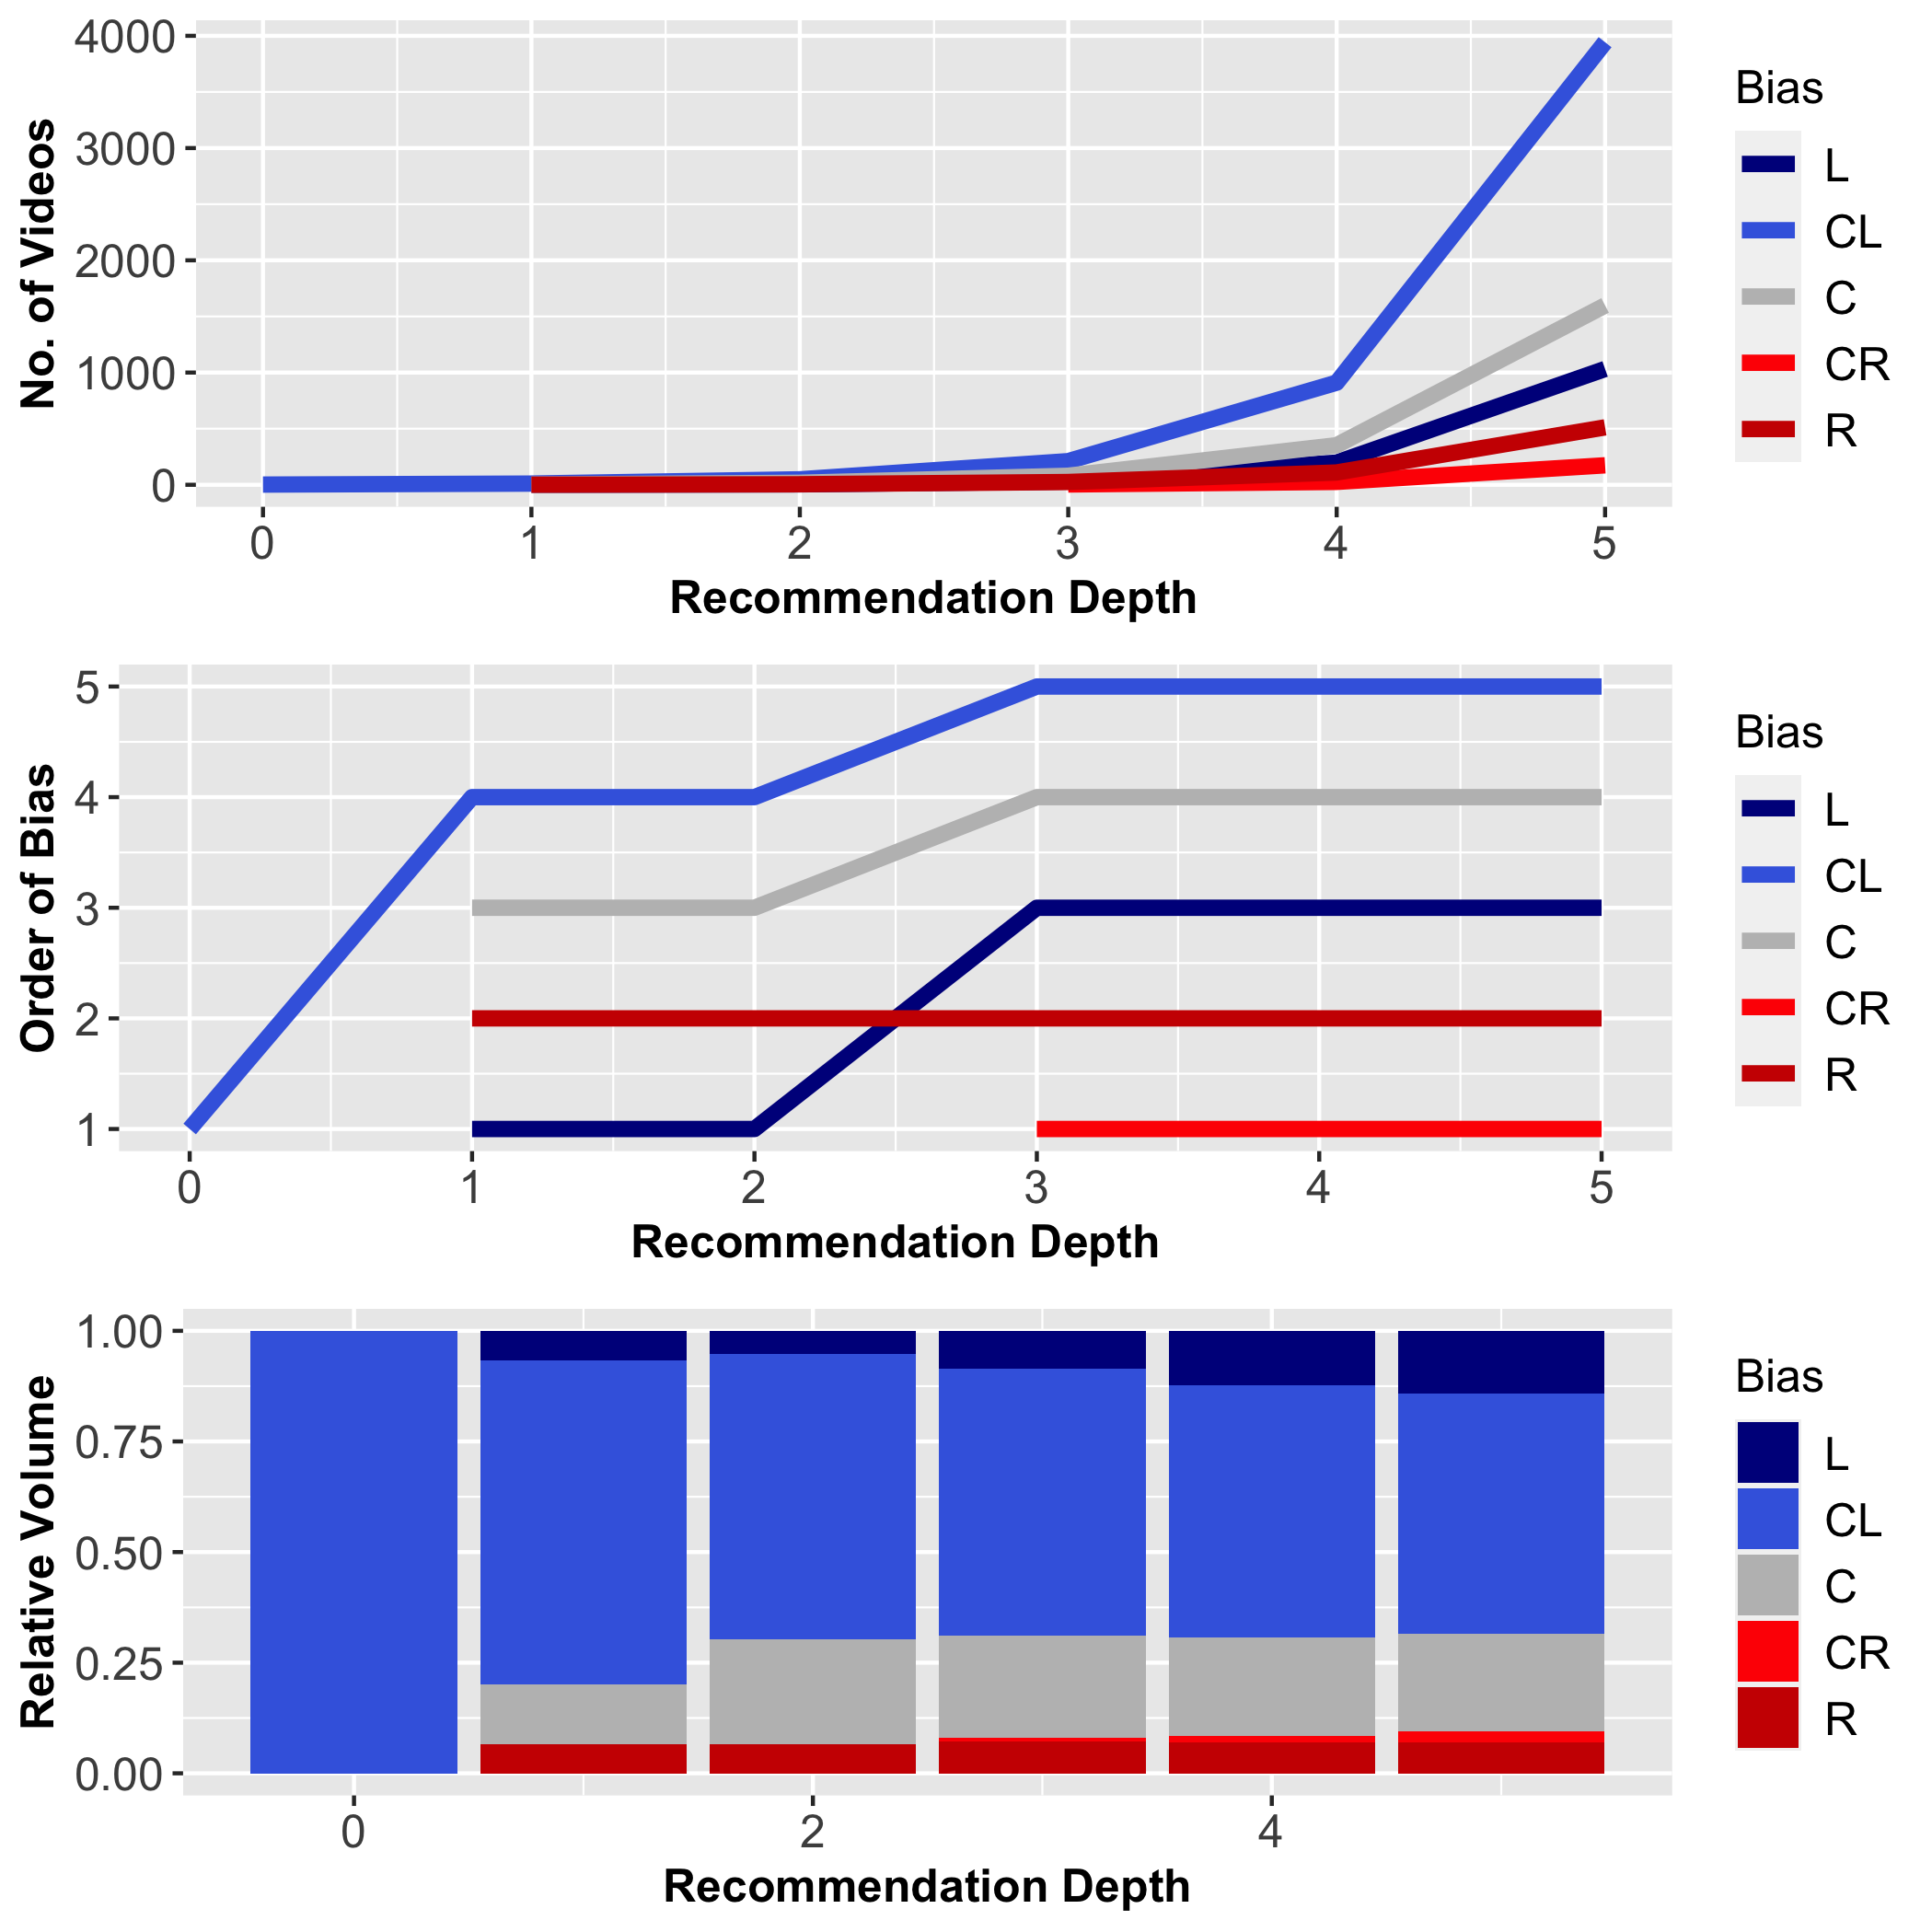 4000
3000
2000
1000
0
No. of Videos
0 1 2 3 4 5
Recommendation Depth
Bias
L
CL
C
CR
R
5
4
3
2
1
Order of Bias
0 1 2 3 4 5
Recommendation Depth
Bias
L
CL
C
CR
R
1.00
0.75
0.50
0.25
0.00
Relative Volume
0 2 4
Recommendation Depth
Bias
L
CL
C
CR
R